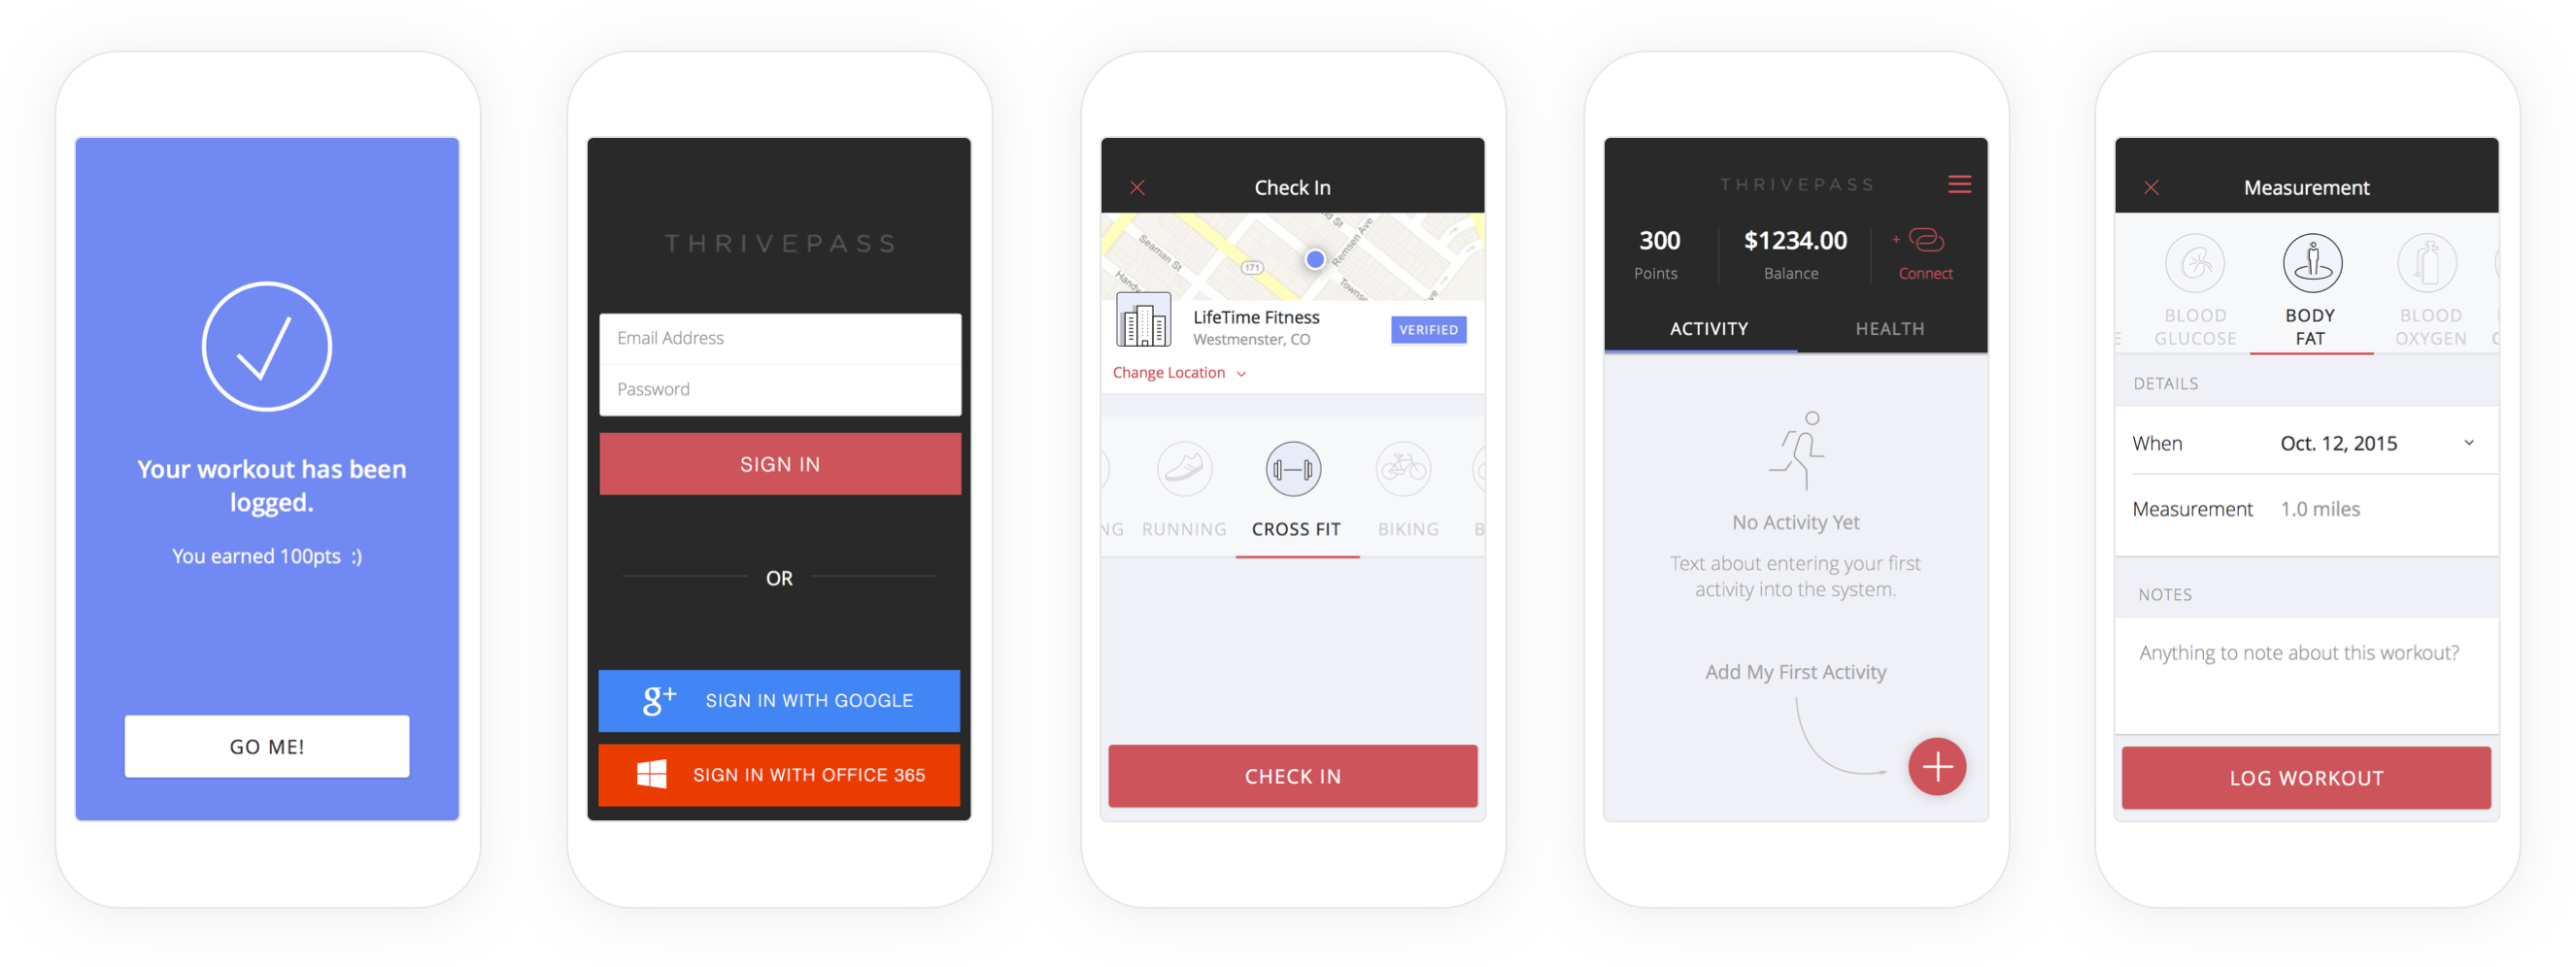 Your workout has been
logged.
You earned 100pts :)
GO ME!
THRIVEPASS
Email Address
Password
SIGN IN
OR
g+ SIGN IN WITH GOOGLE
SIGN IN WITH OFFICE 365
Check In
Seaman St
171
Remsen Ave
LifeTime Fitness
Westmenster, CO
VERIFIED
Change Location
NG RUNNING CROSS FIT BIKING B
CHECK IN
THRIVEPASS
300
Points
$1234.00
Balance
+
Connect
ACTIVITY HEALTH
No Activity Yet
Text about entering your first
activity into the system.
Add My First Activity
Measurement
BLOOD BODY BLOOD
E GLUCOSE FAT OXYGEN
DETAILS
When Oct. 12, 2015
Measurement 1.0 miles
NOTES
Anything to note about this workout?
LOG WORKOUT